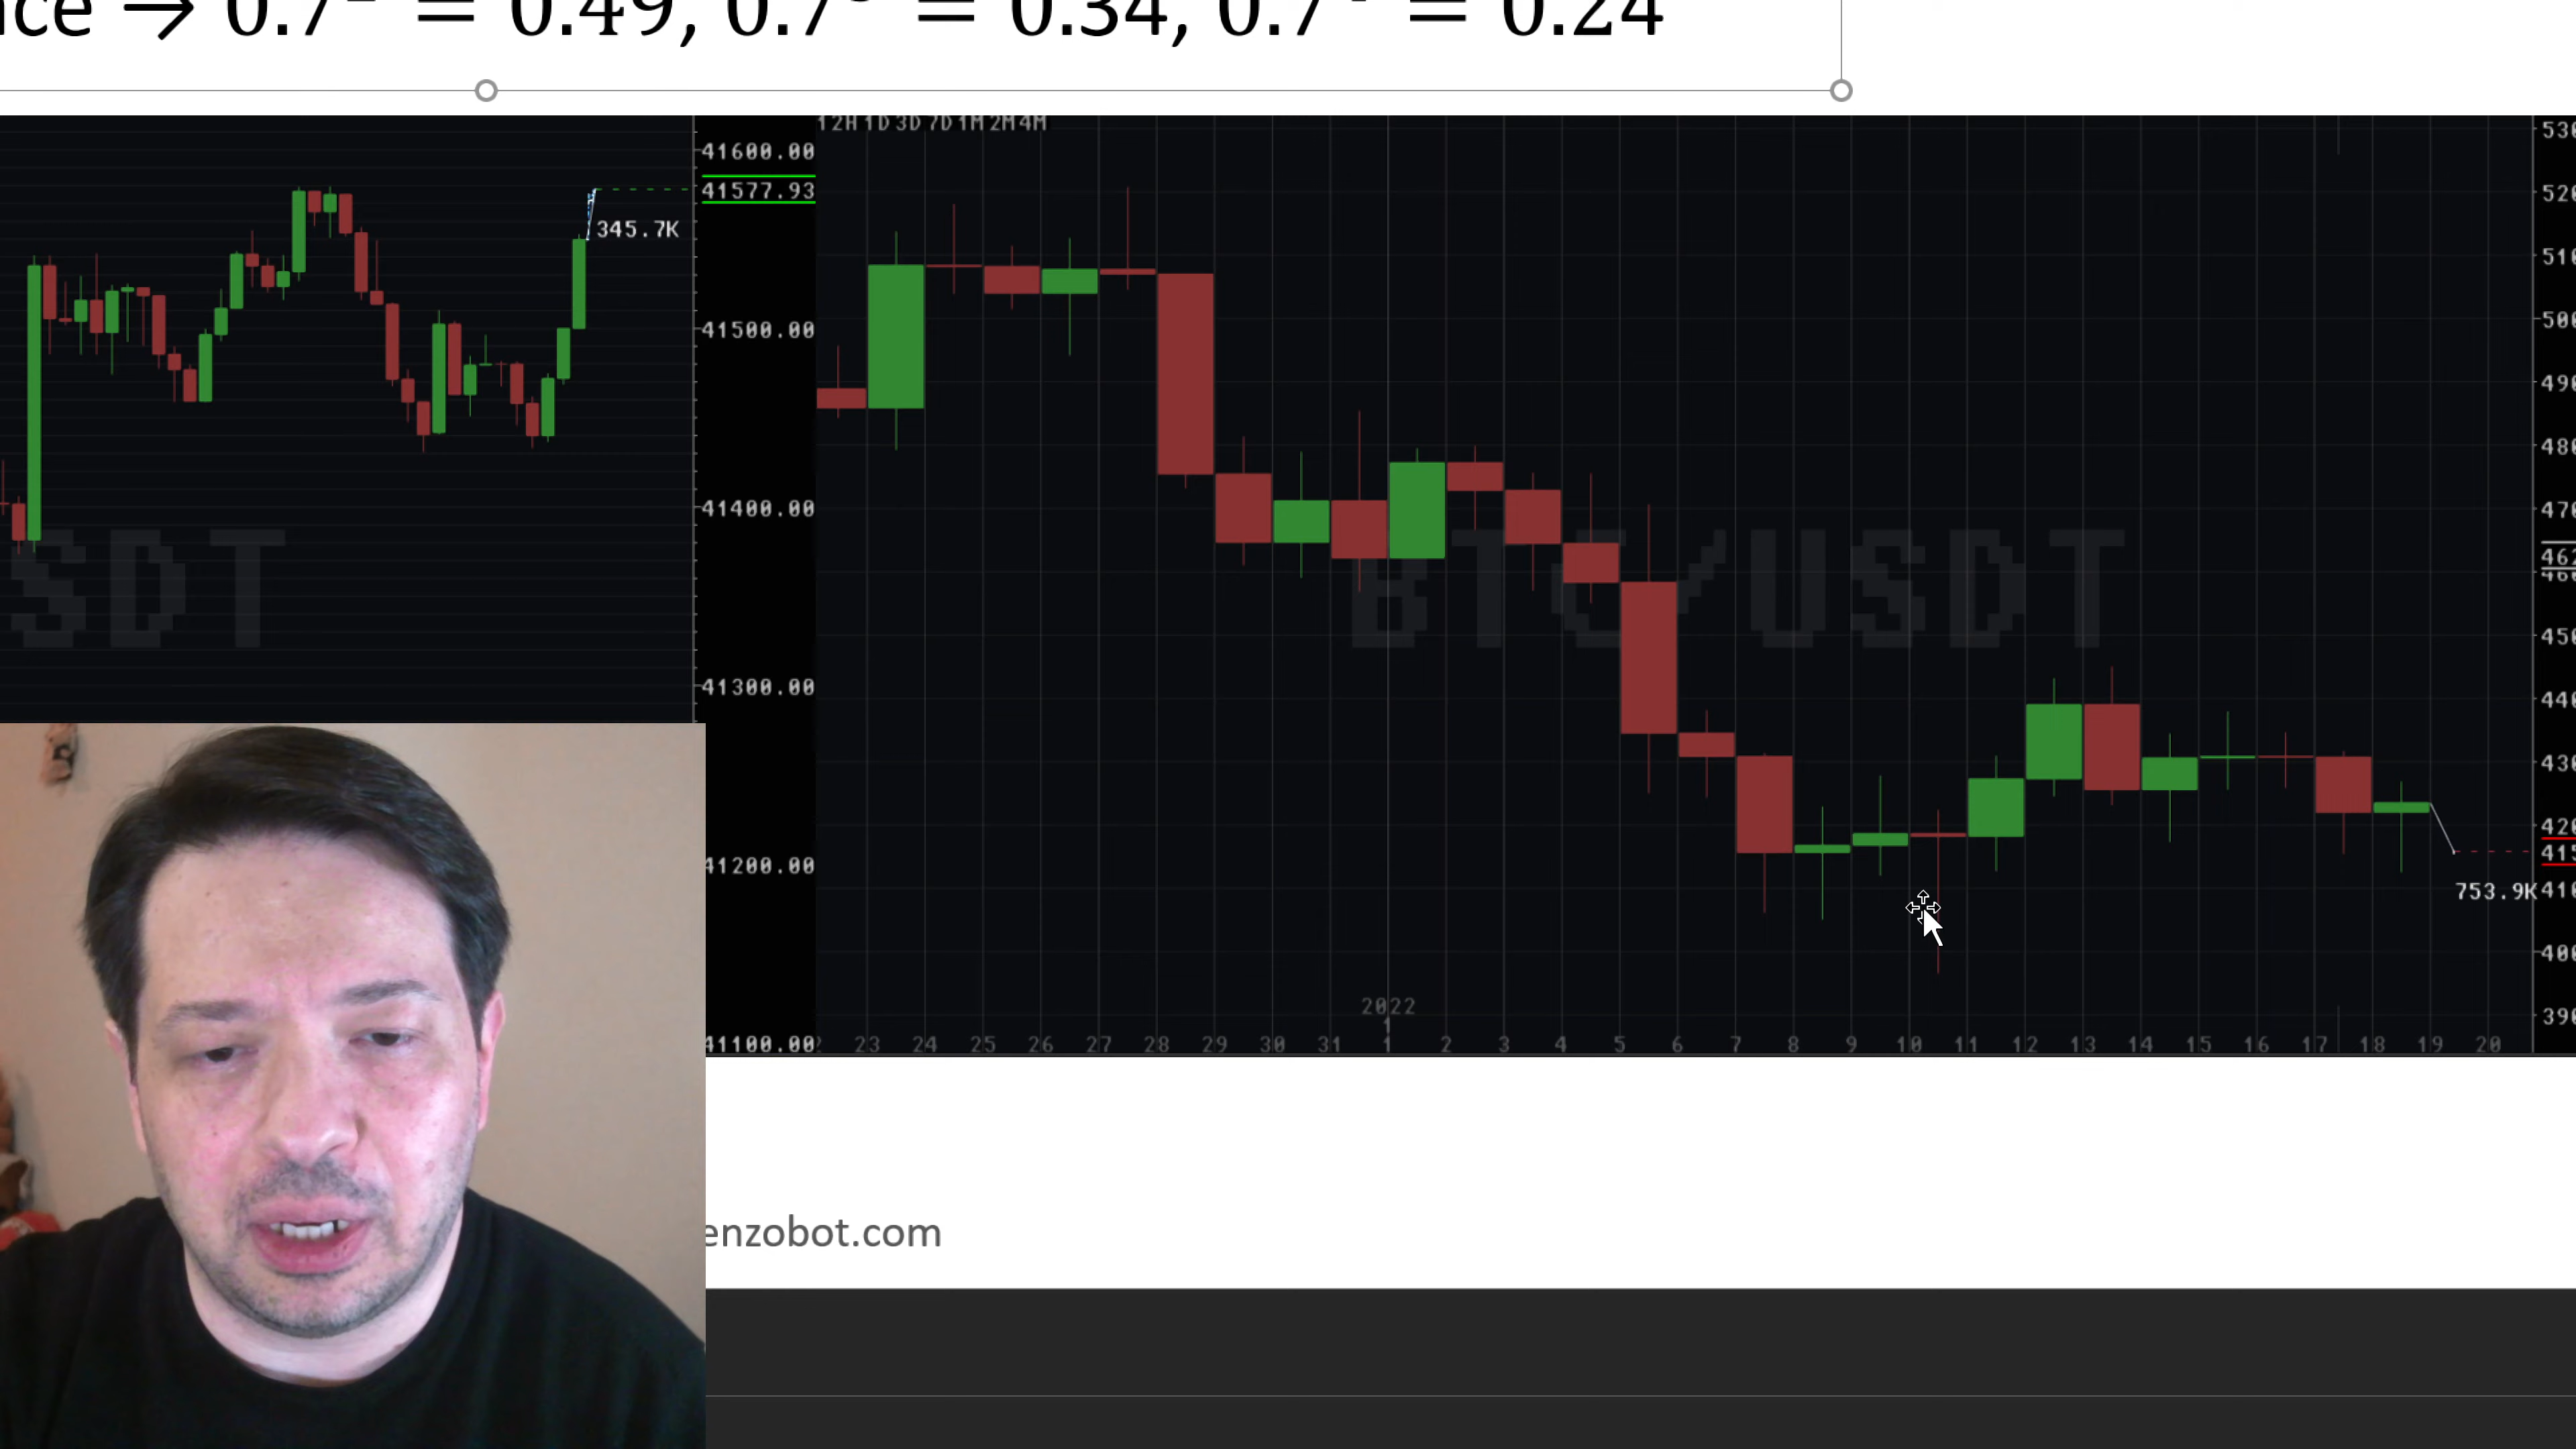 → 0.7 = 0.49, 0.7 = 0.34, 0.7 = 0.24
12H 1D 3D 7D 1M 2M 4M
41600.00
41577.93
345.7K
41500.00
41400.00
SDT
41300.00
41200.00
41100.00
BTC/USDT
753.9K
2022
23 24 25 26 27 28 29 30 31 1 2 3 4 5 6 7 8 9 10 11 12 13 14 15 16 17 18 19 20
enzobot.com